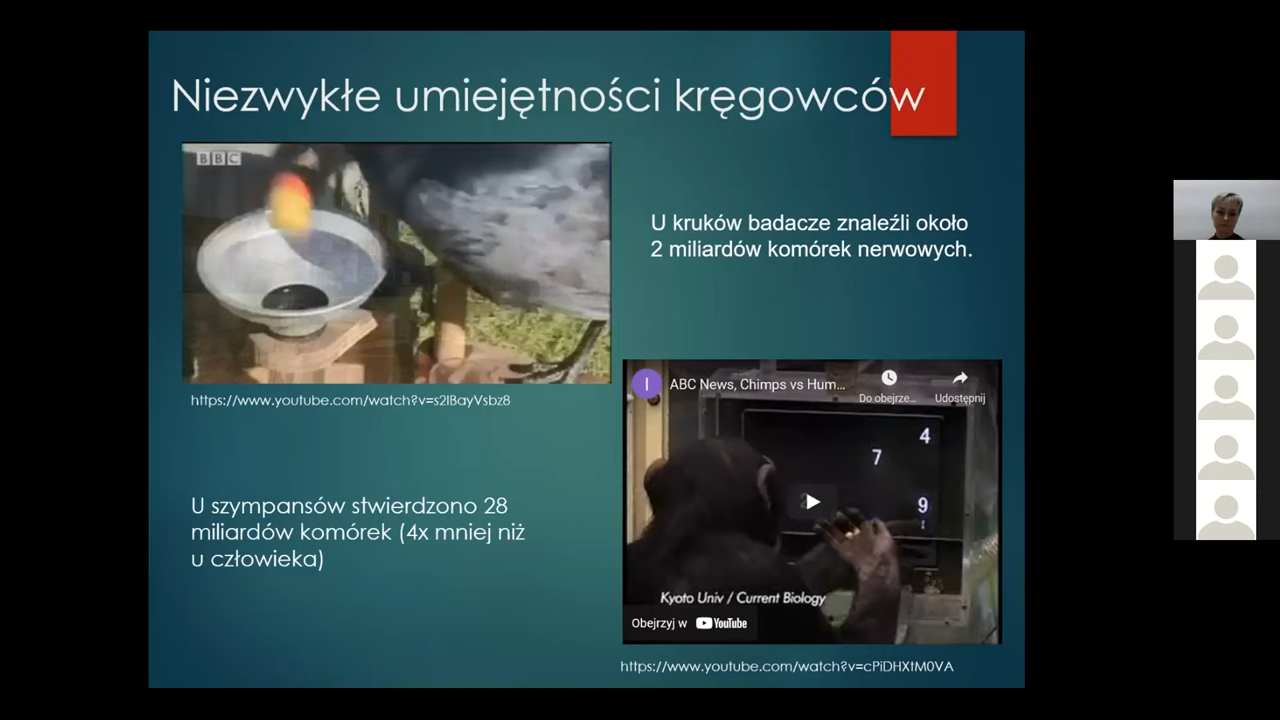 Niezwykłe umiejętności kręgowców
BBC
U kruków badacze znaleźli około
2 miliardów komórek nerwowych.
https://www.youtube.com/watch?v=s2IBayVsbz8
I
ABC News, Chimps vs Hum...
Do obejrze...
Udostępnij
4
7
9
U szympansów stwierdzono 28
miliardów komórek (4x mniej niż
u człowieka)
Kyoto Univ / Current Biology
Obejrzyj w YouTube
https://www.youtube.com/watch?v=cPiDHXtM0VA